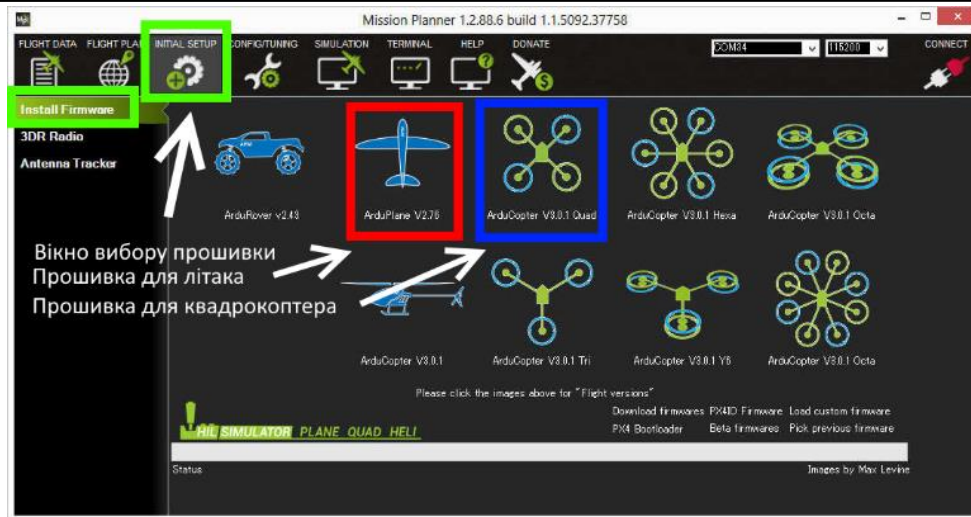 Mp
Mission Planner 1.2.88.6 build 1.1.5092.37758
FLIGHT DATA FLIGHT PLAN INITIAL SETUP CONFIG/TUNING SIMULATION TERMINAL HELP DONATE COM34 115200 CONNECT
Install Firmware
3DR Radio
Antenna Tracker
ArduRover v2.43 ArduPlane V2.76 ArduCopter V3.0.1 Quad ArduCopter V3.0.1 Hexa ArduCopter V3.0.1 Octa
Вікно вибору прошивки
Прошивка для літака
Прошивка для квадрокоптера
ArduCopter V3.0.1 ArduCopter V3.0.1 Tri ArduCopter V3.0.1 Y6 ArduCopter V3.0.1 Octa
Please click the images above for "Flight versions"
Download firmwares PX4IO Firmware Load custom firmware
HIL SIMULATOR PLANE QUAD HELI PX4 Bootloader Beta firmwares Pick previous firmware
Status Images by Max Levine